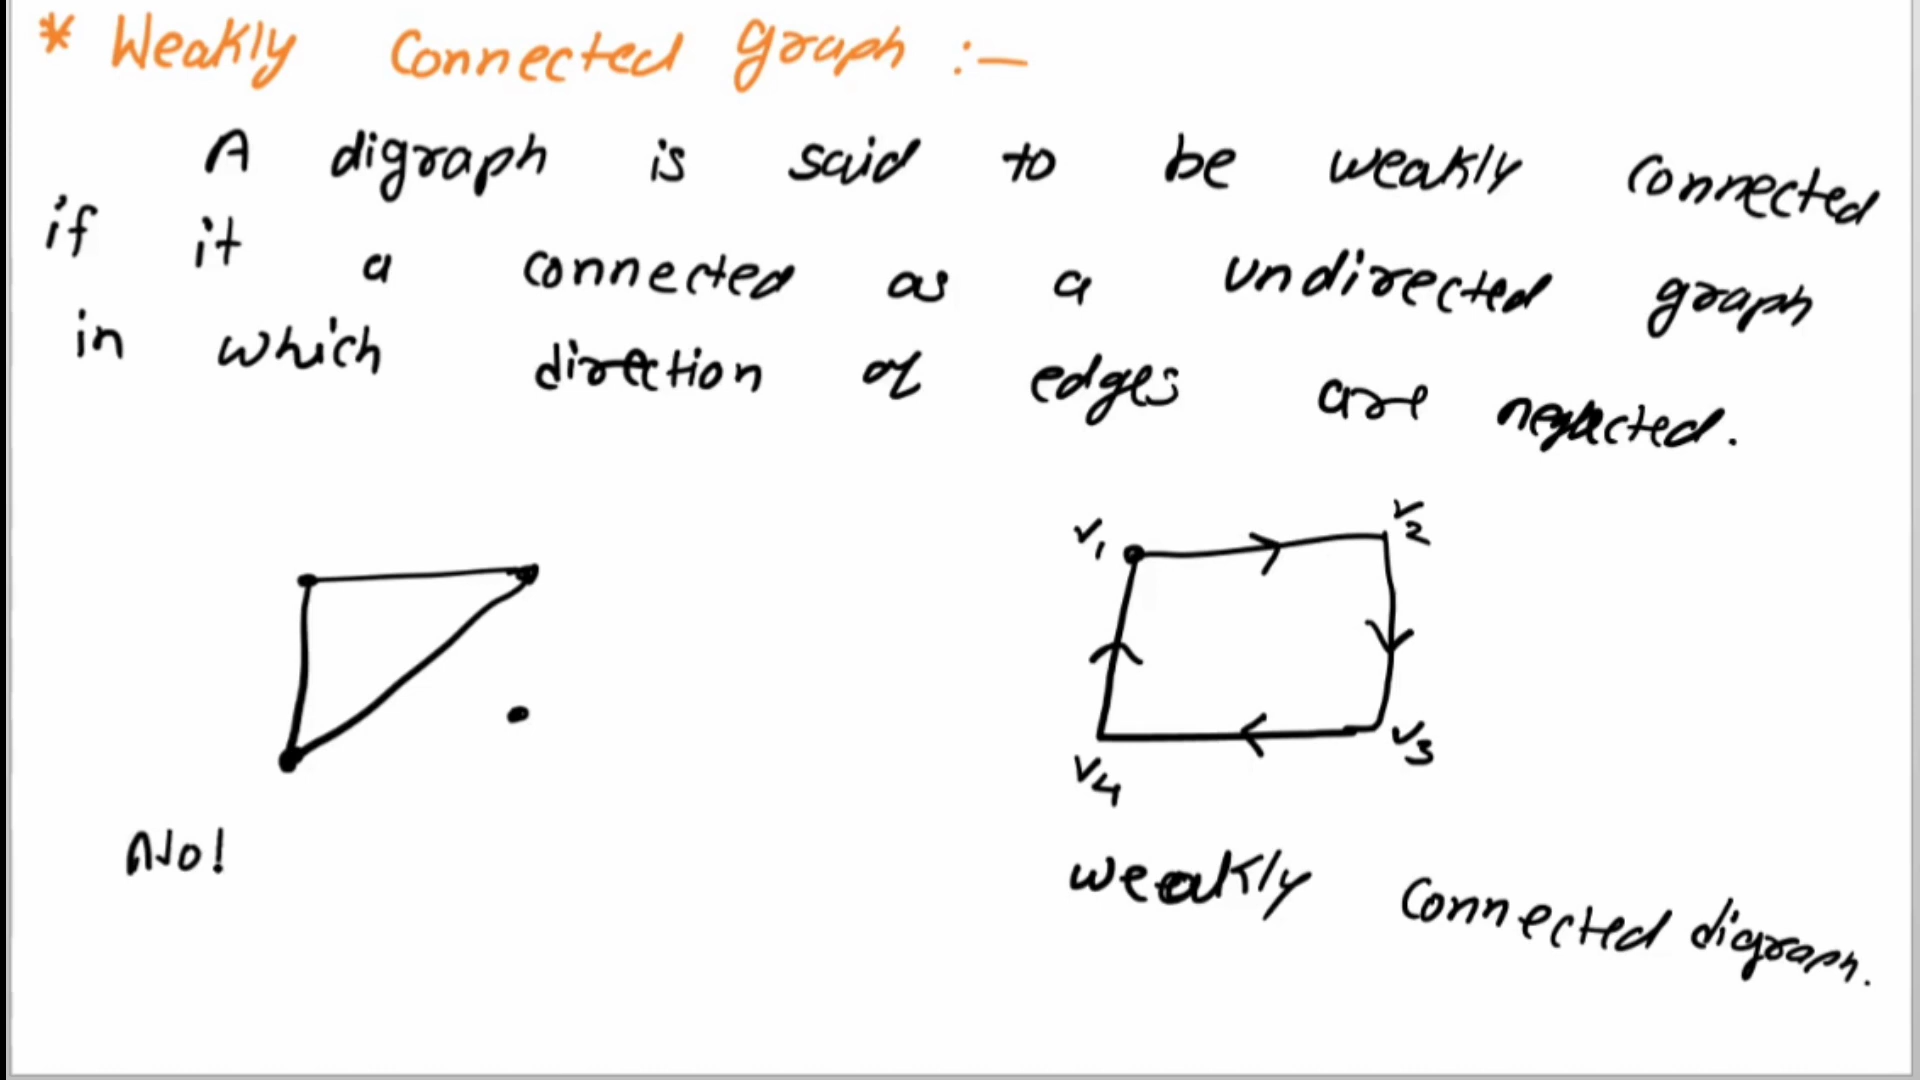 * Weakly Connected graph :-
A digraph is said to be weakly connected
if it a connected as a undirected graph
in which direction of edges are neglected.
v1
v2
v3
v4
No!
weakly connected digraph.